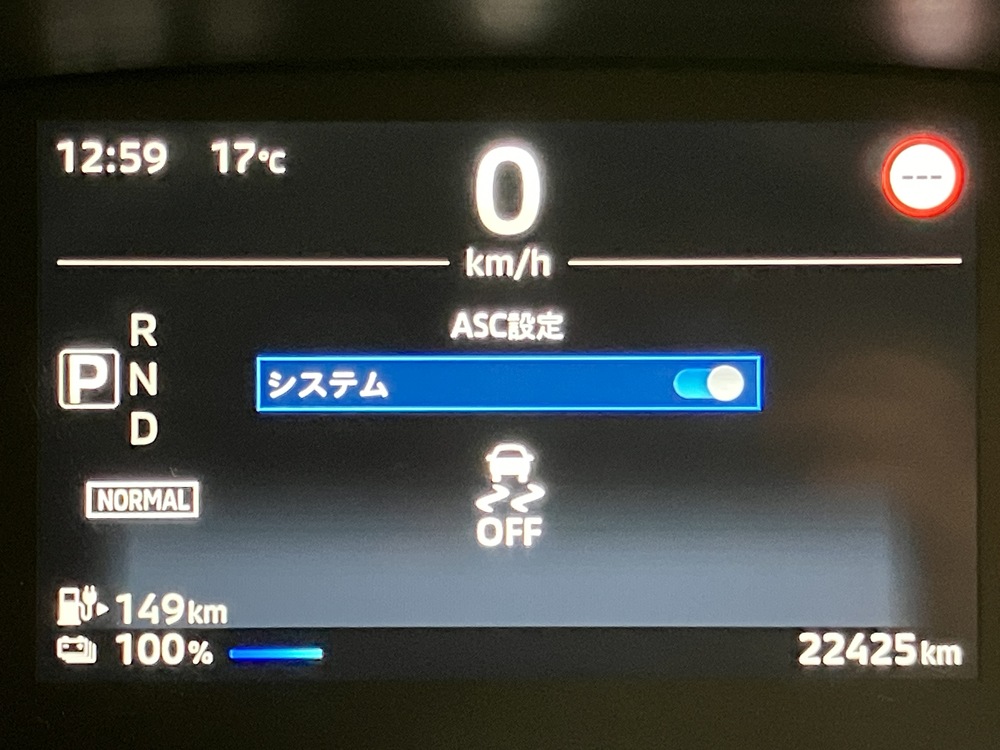 12:59 17℃
0
km/h
---
ASC設定
システム
R
P N
D
NORMAL
OFF
149km
100%
22425km